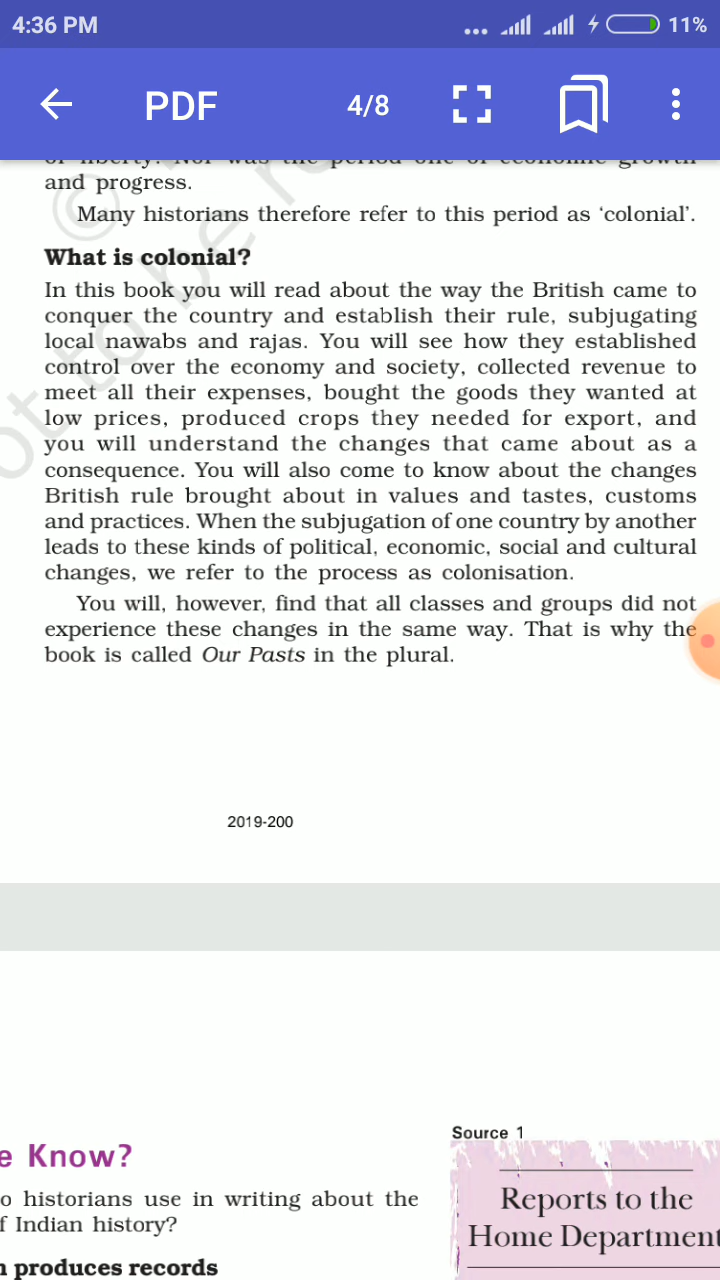 4:36 PM
11%
PDF
4/8
and progress.
Many historians therefore refer to this period as ‘colonial’.
What is colonial?
In this book you will read about the way the British came to
conquer the country and establish their rule, subjugating
local nawabs and rajas. You will see how they established
control over the economy and society, collected revenue to
meet all their expenses, bought the goods they wanted at
low prices, produced crops they needed for export, and
you will understand the changes that came about as a
consequence. You will also come to know about the changes
British rule brought about in values and tastes, customs
and practices. When the subjugation of one country by another
leads to these kinds of political, economic, social and cultural
changes, we refer to the process as colonisation.
You will, however, find that all classes and groups did not
experience these changes in the same way. That is why the
book is called Our Pasts in the plural.
2019-200
e Know?
o historians use in writing about the
f Indian history?
n produces records
Source 1
Reports to the
Home Department